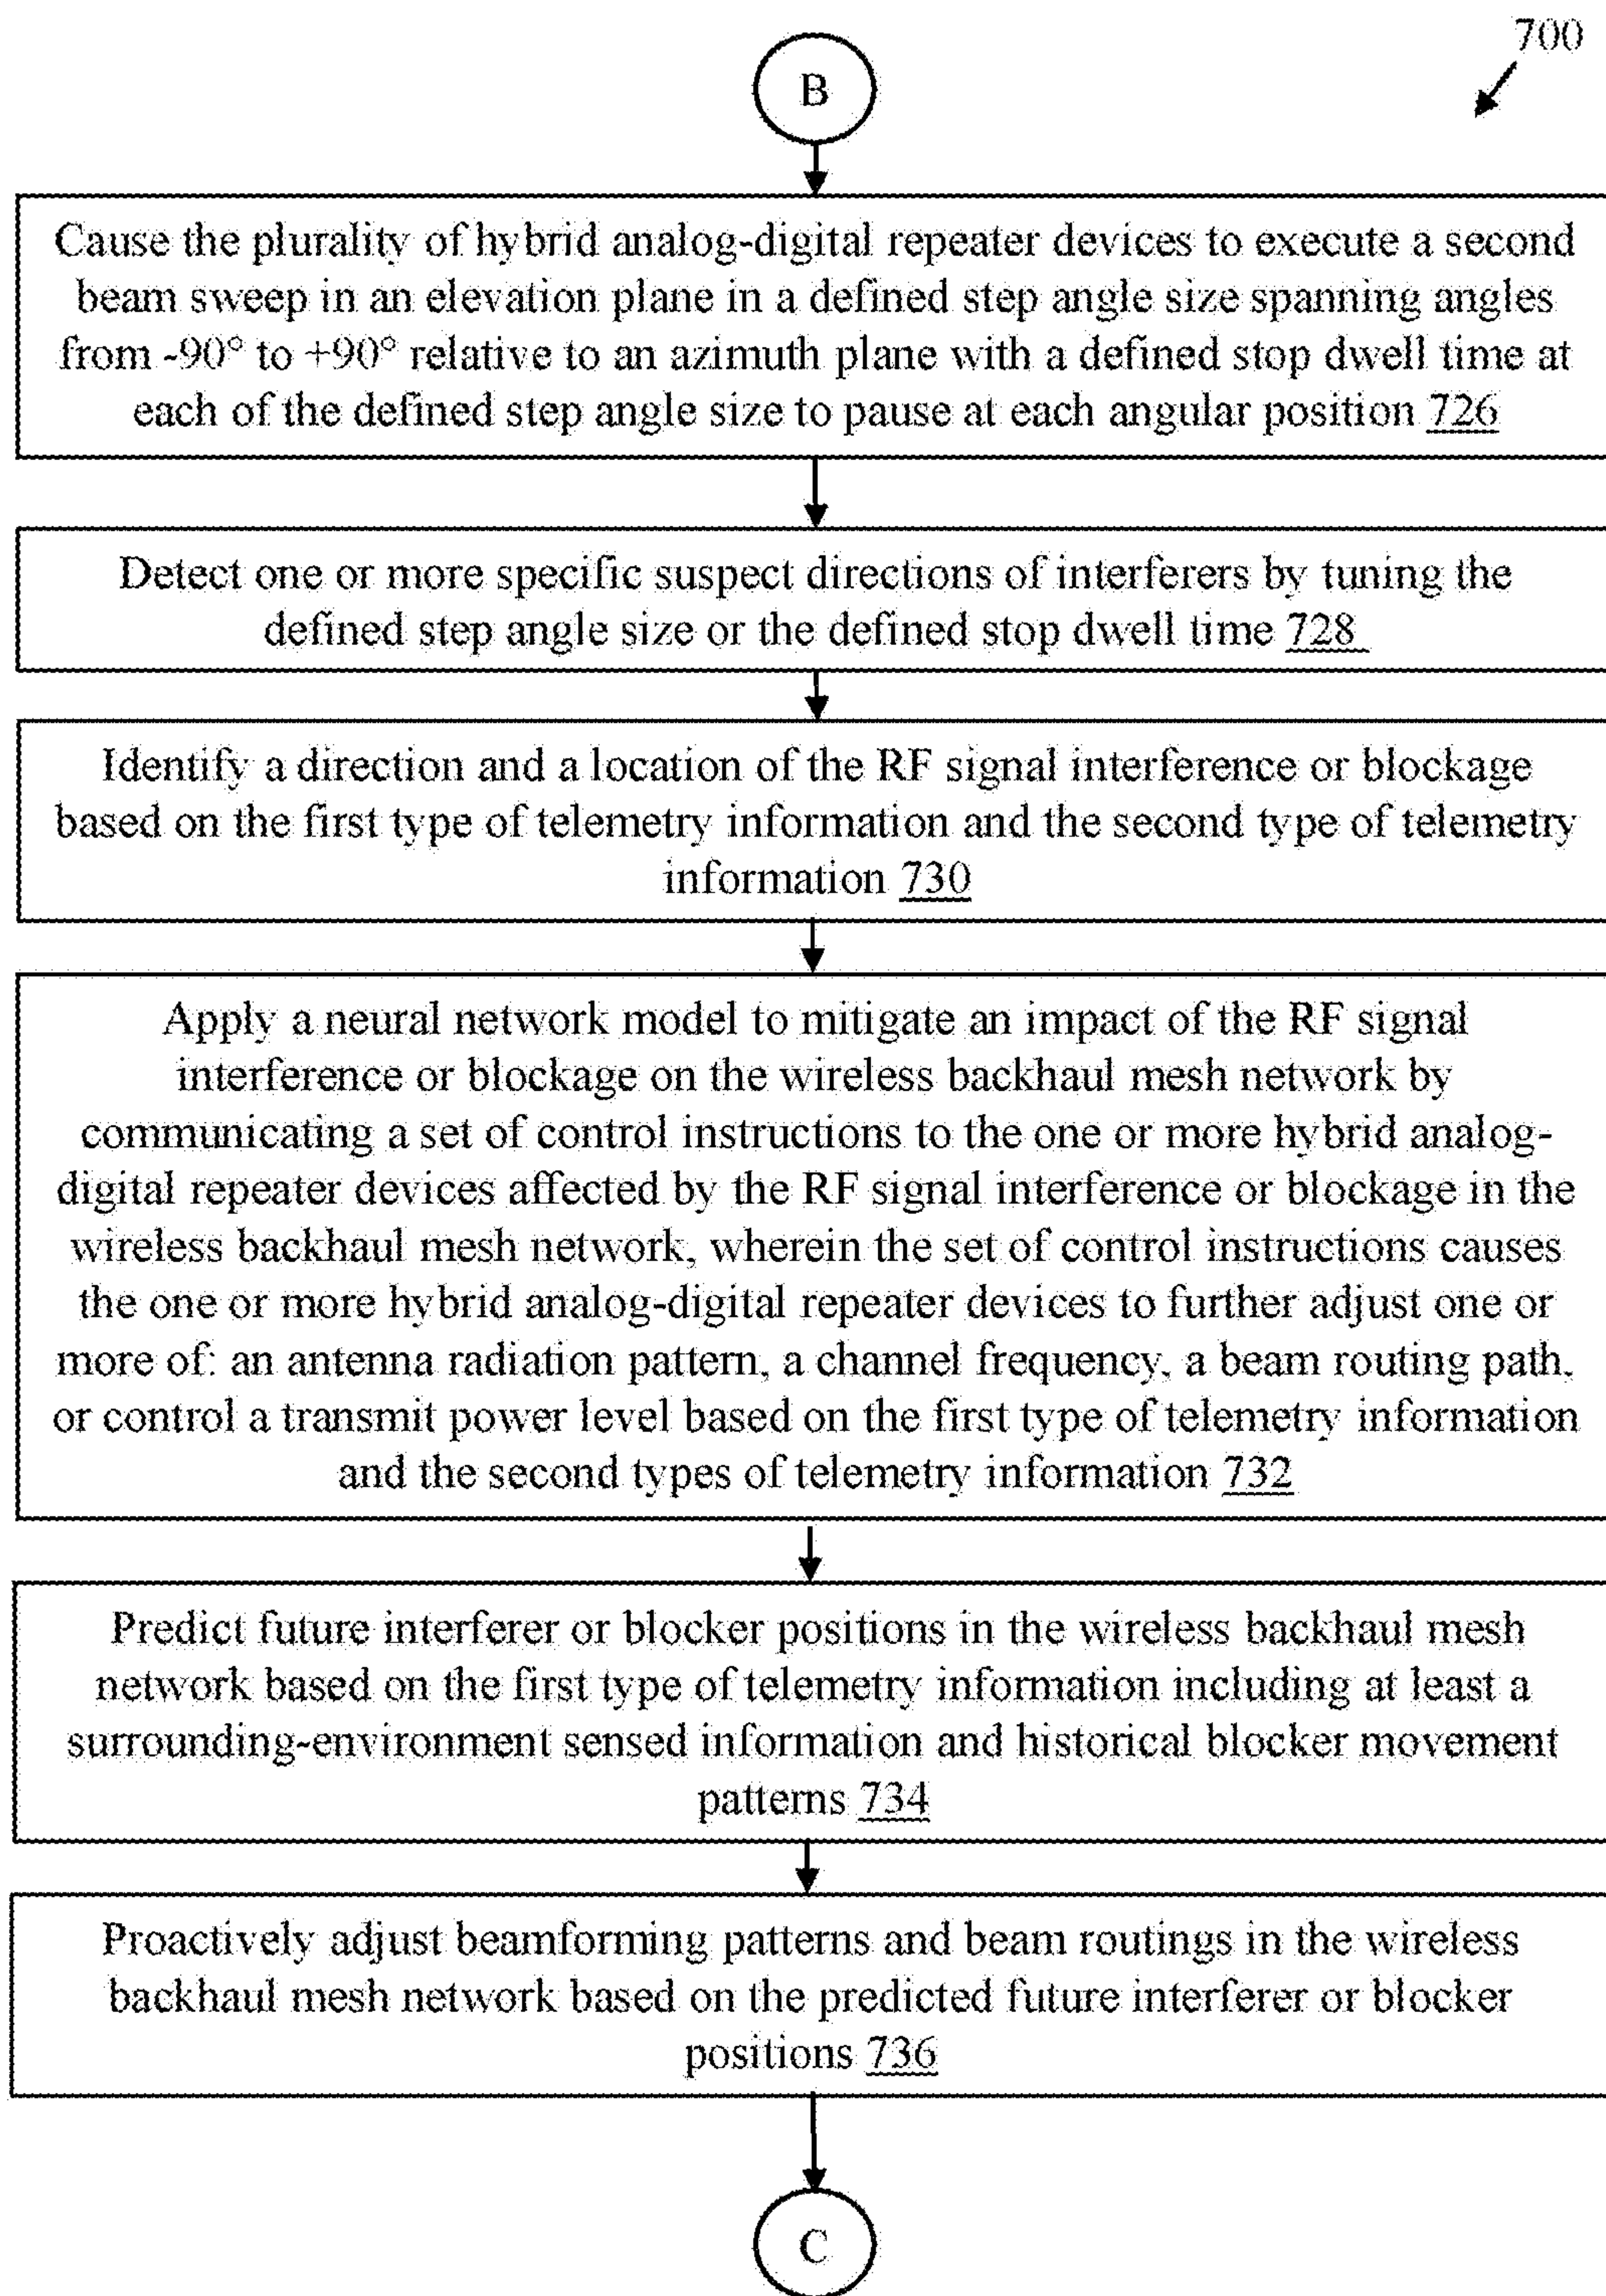 700
B
Cause the plurality of hybrid analog-digital repeater devices to execute a second
beam sweep in an elevation plane in a defined step angle size spanning angles
from -90° to +90° relative to an azimuth plane with a defined stop dwell time at
each of the defined step angle size to pause at each angular position 726
Detect one or more specific suspect directions of interferers by tuning the
defined step angle size or the defined stop dwell time 728
Identify a direction and a location of the RF signal interference or blockage
based on the first type of telemetry information and the second type of telemetry
information 730
Apply a neural network model to mitigate an impact of the RF signal
interference or blockage on the wireless backhaul mesh network by
communicating a set of control instructions to the one or more hybrid analog-
digital repeater devices affected by the RF signal interference or blockage in the
wireless backhaul mesh network, wherein the set of control instructions causes
the one or more hybrid analog-digital repeater devices to further adjust one or
more of: an antenna radiation pattern, a channel frequency, a beam routing path,
or control a transmit power level based on the first type of telemetry information
and the second types of telemetry information 732
Predict future interferer or blocker positions in the wireless backhaul mesh
network based on the first type of telemetry information including at least a
surrounding-environment sensed information and historical blocker movement
patterns 734
Proactively adjust beamforming patterns and beam routings in the wireless
backhaul mesh network based on the predicted future interferer or blocker
positions 736
C